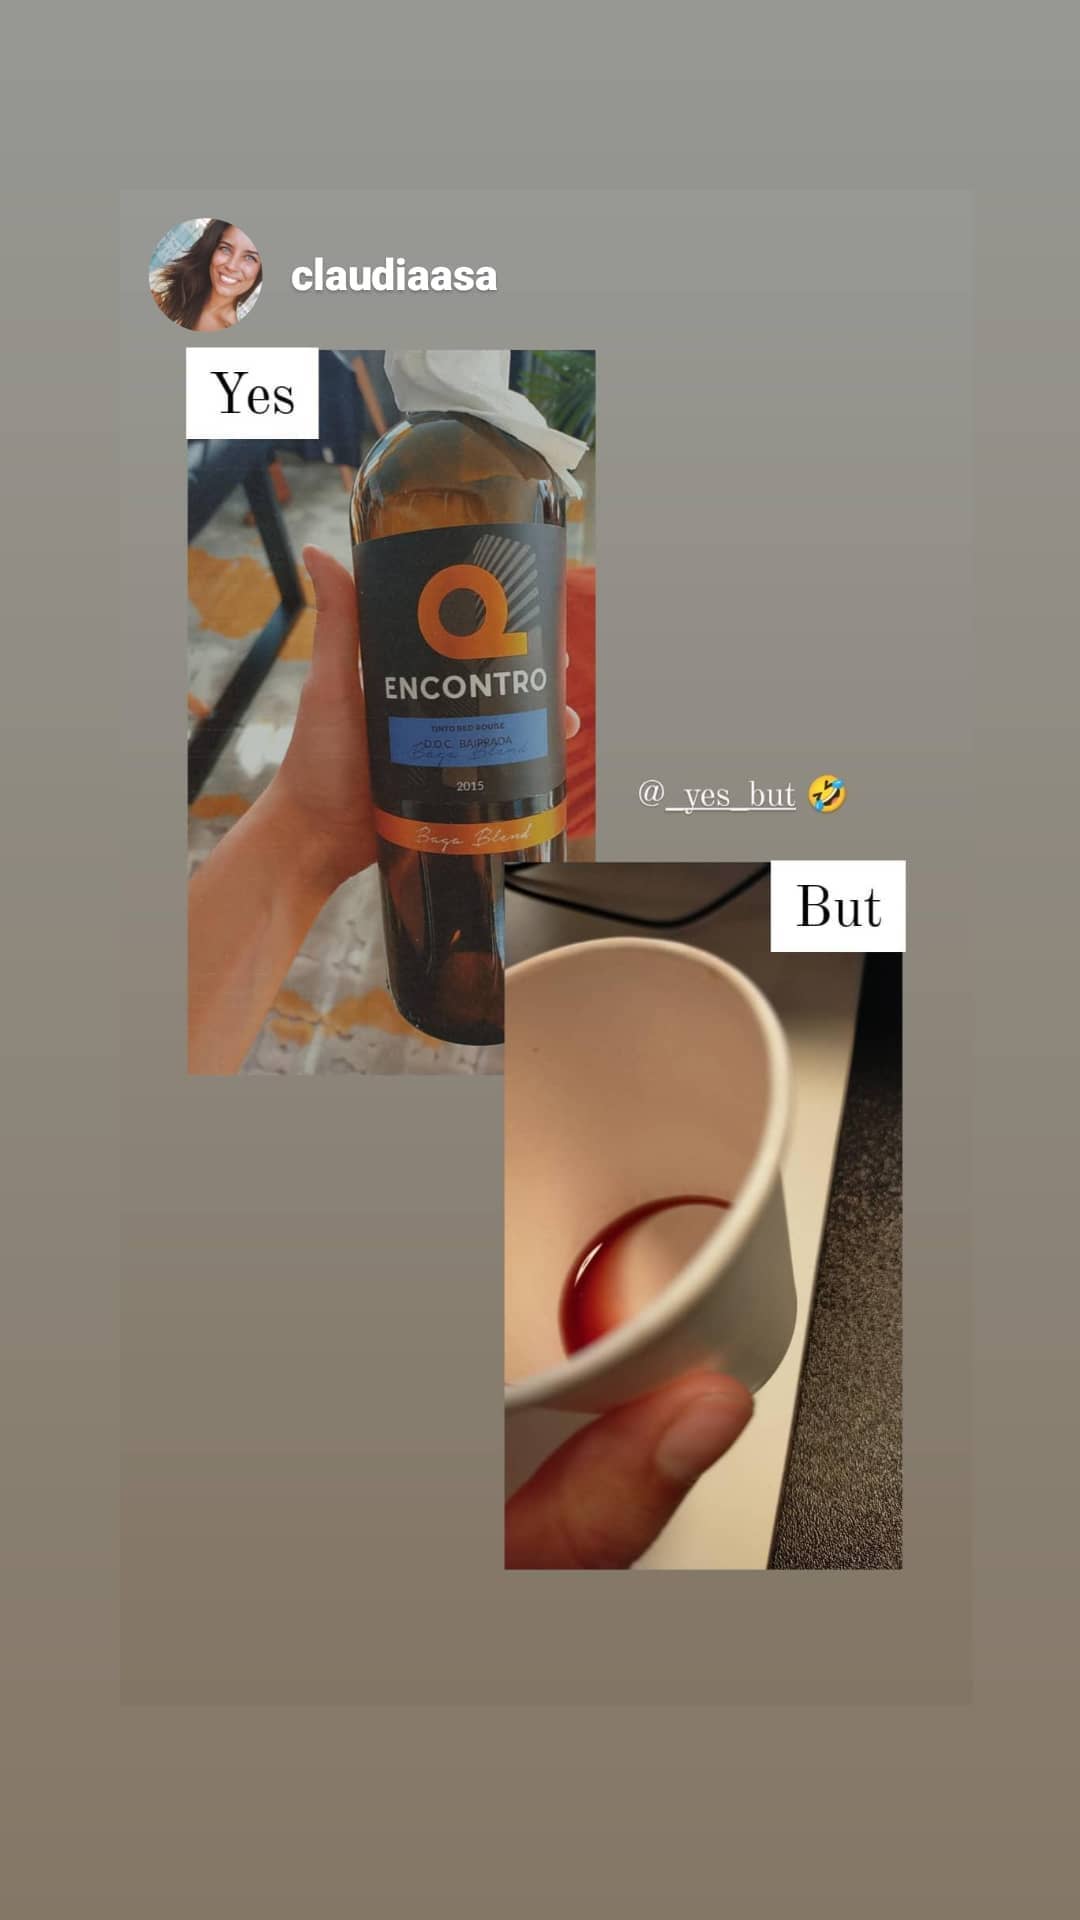 claudiaasa
Yes
Q
ENCONTRO
TINTO RED ROUGE
D.O.C. BAIRRADA
Baga Blend
2015
Baga Blend
@_yes_but 🤣
But